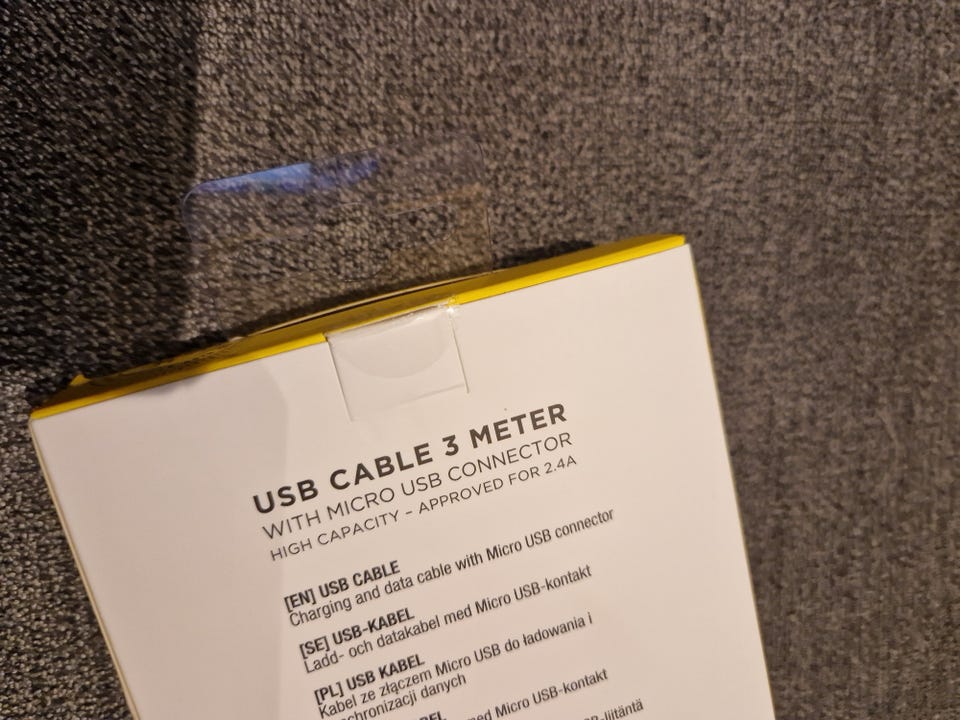 USB CABLE 3 METER
WITH MICRO USB CONNECTOR
HIGH CAPACITY – APPROVED FOR 2.4A
[EN] USB CABLE
Charging and data cable with Micro USB connector
[SE] USB-KABEL
Ladd- och datakabel med Micro USB-kontakt
[PL] USB KABEL
Kabel ze złączem Micro USB do ładowania i
synchronizacji danych
med Micro USB-kontakt